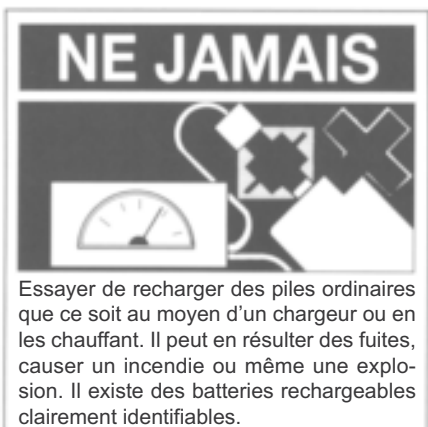 NE JAMAIS
Essayer de recharger des piles ordinaires
que ce soit au moyen d'un chargeur ou en
les chauffant. Il peut en résulter des fuites,
causer un incendie ou même une explo-
sion. Il existe des batteries rechargeables
clairement identifiables.